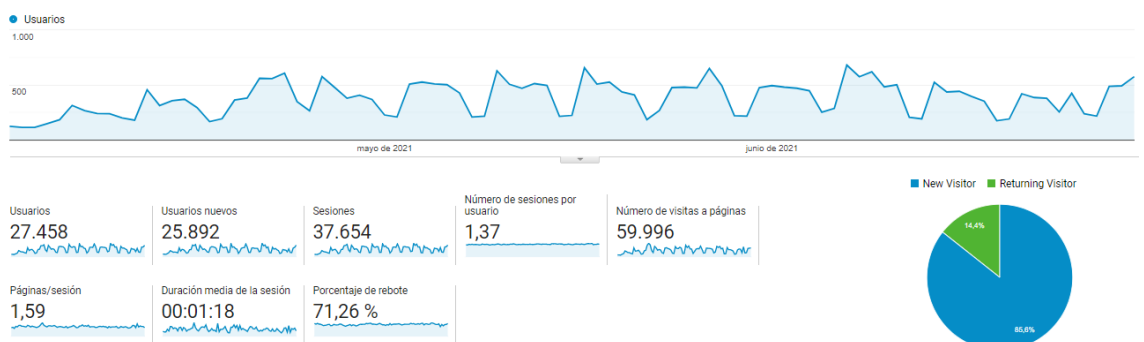 Usuarios
1.000
500
mayo de 2021
junio de 2021
New Visitor
Returning Visitor
Usuarios
27.458
Usuarios nuevos
25.892
Sesiones
37.654
Número de sesiones por
usuario
1,37
Número de visitas a páginas
59.996
14,4%
85,6%
Páginas/sesión
1,59
Duración media de la sesión
00:01:18
Porcentaje de rebote
71,26 %